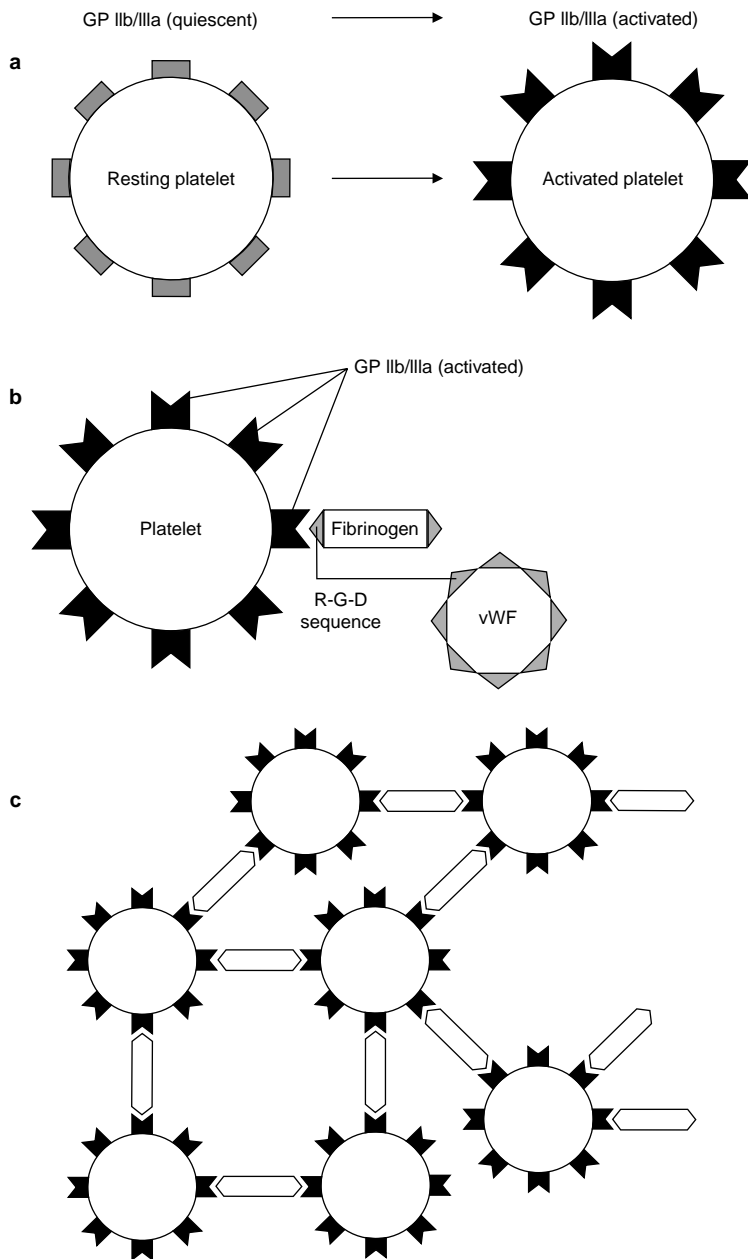 GP IIb/IIIa (quiescent) GP IIb/IIIa (activated)
a
Resting platelet Activated platelet
GP IIb/IIIa (activated)
b
Platelet Fibrinogen
R-G-D
sequence
vWF
c